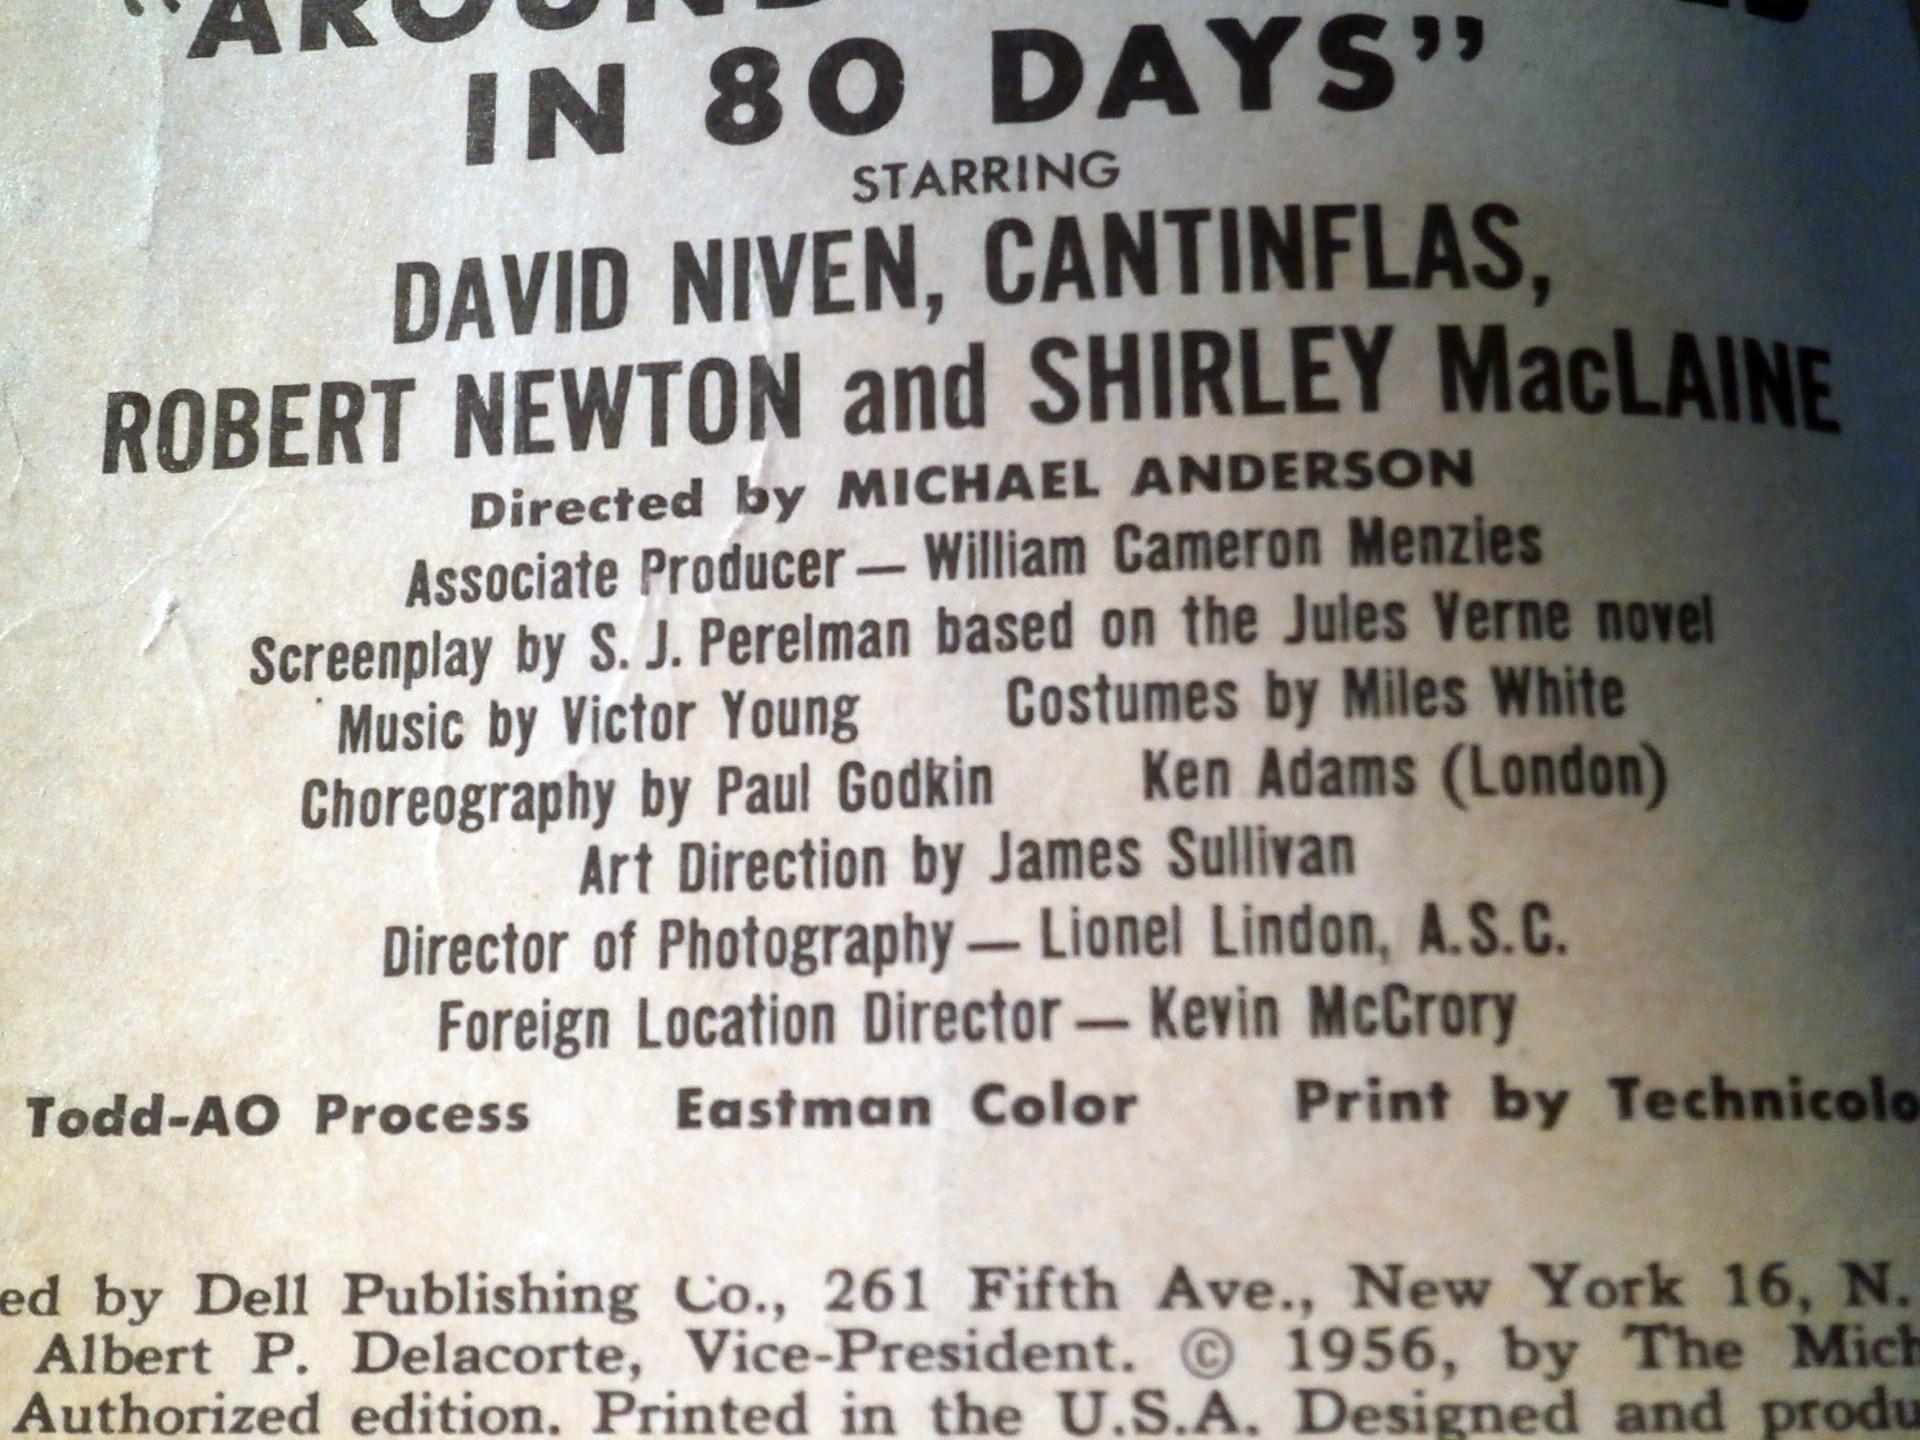 “AROUND
IN 80 DAYS”
STARRING
DAVID NIVEN, CANTINFLAS,
ROBERT NEWTON and SHIRLEY MacLAINE
Directed by MICHAEL ANDERSON
Associate Producer — William Cameron Menzies
Screenplay by S. J. Perelman based on the Jules Verne novel
Music by Victor Young Costumes by Miles White
Choreography by Paul Godkin Ken Adams (London)
Art Direction by James Sullivan
Director of Photography — Lionel Lindon, A.S.C.
Foreign Location Director — Kevin McCrory
Todd-AO Process Eastman Color Print by Technicolo
ed by Dell Publishing Co., 261 Fifth Ave., New York 16, N.
Albert P. Delacorte, Vice-President. © 1956, by The Mich
Authorized edition. Printed in the U.S.A. Designed and produ